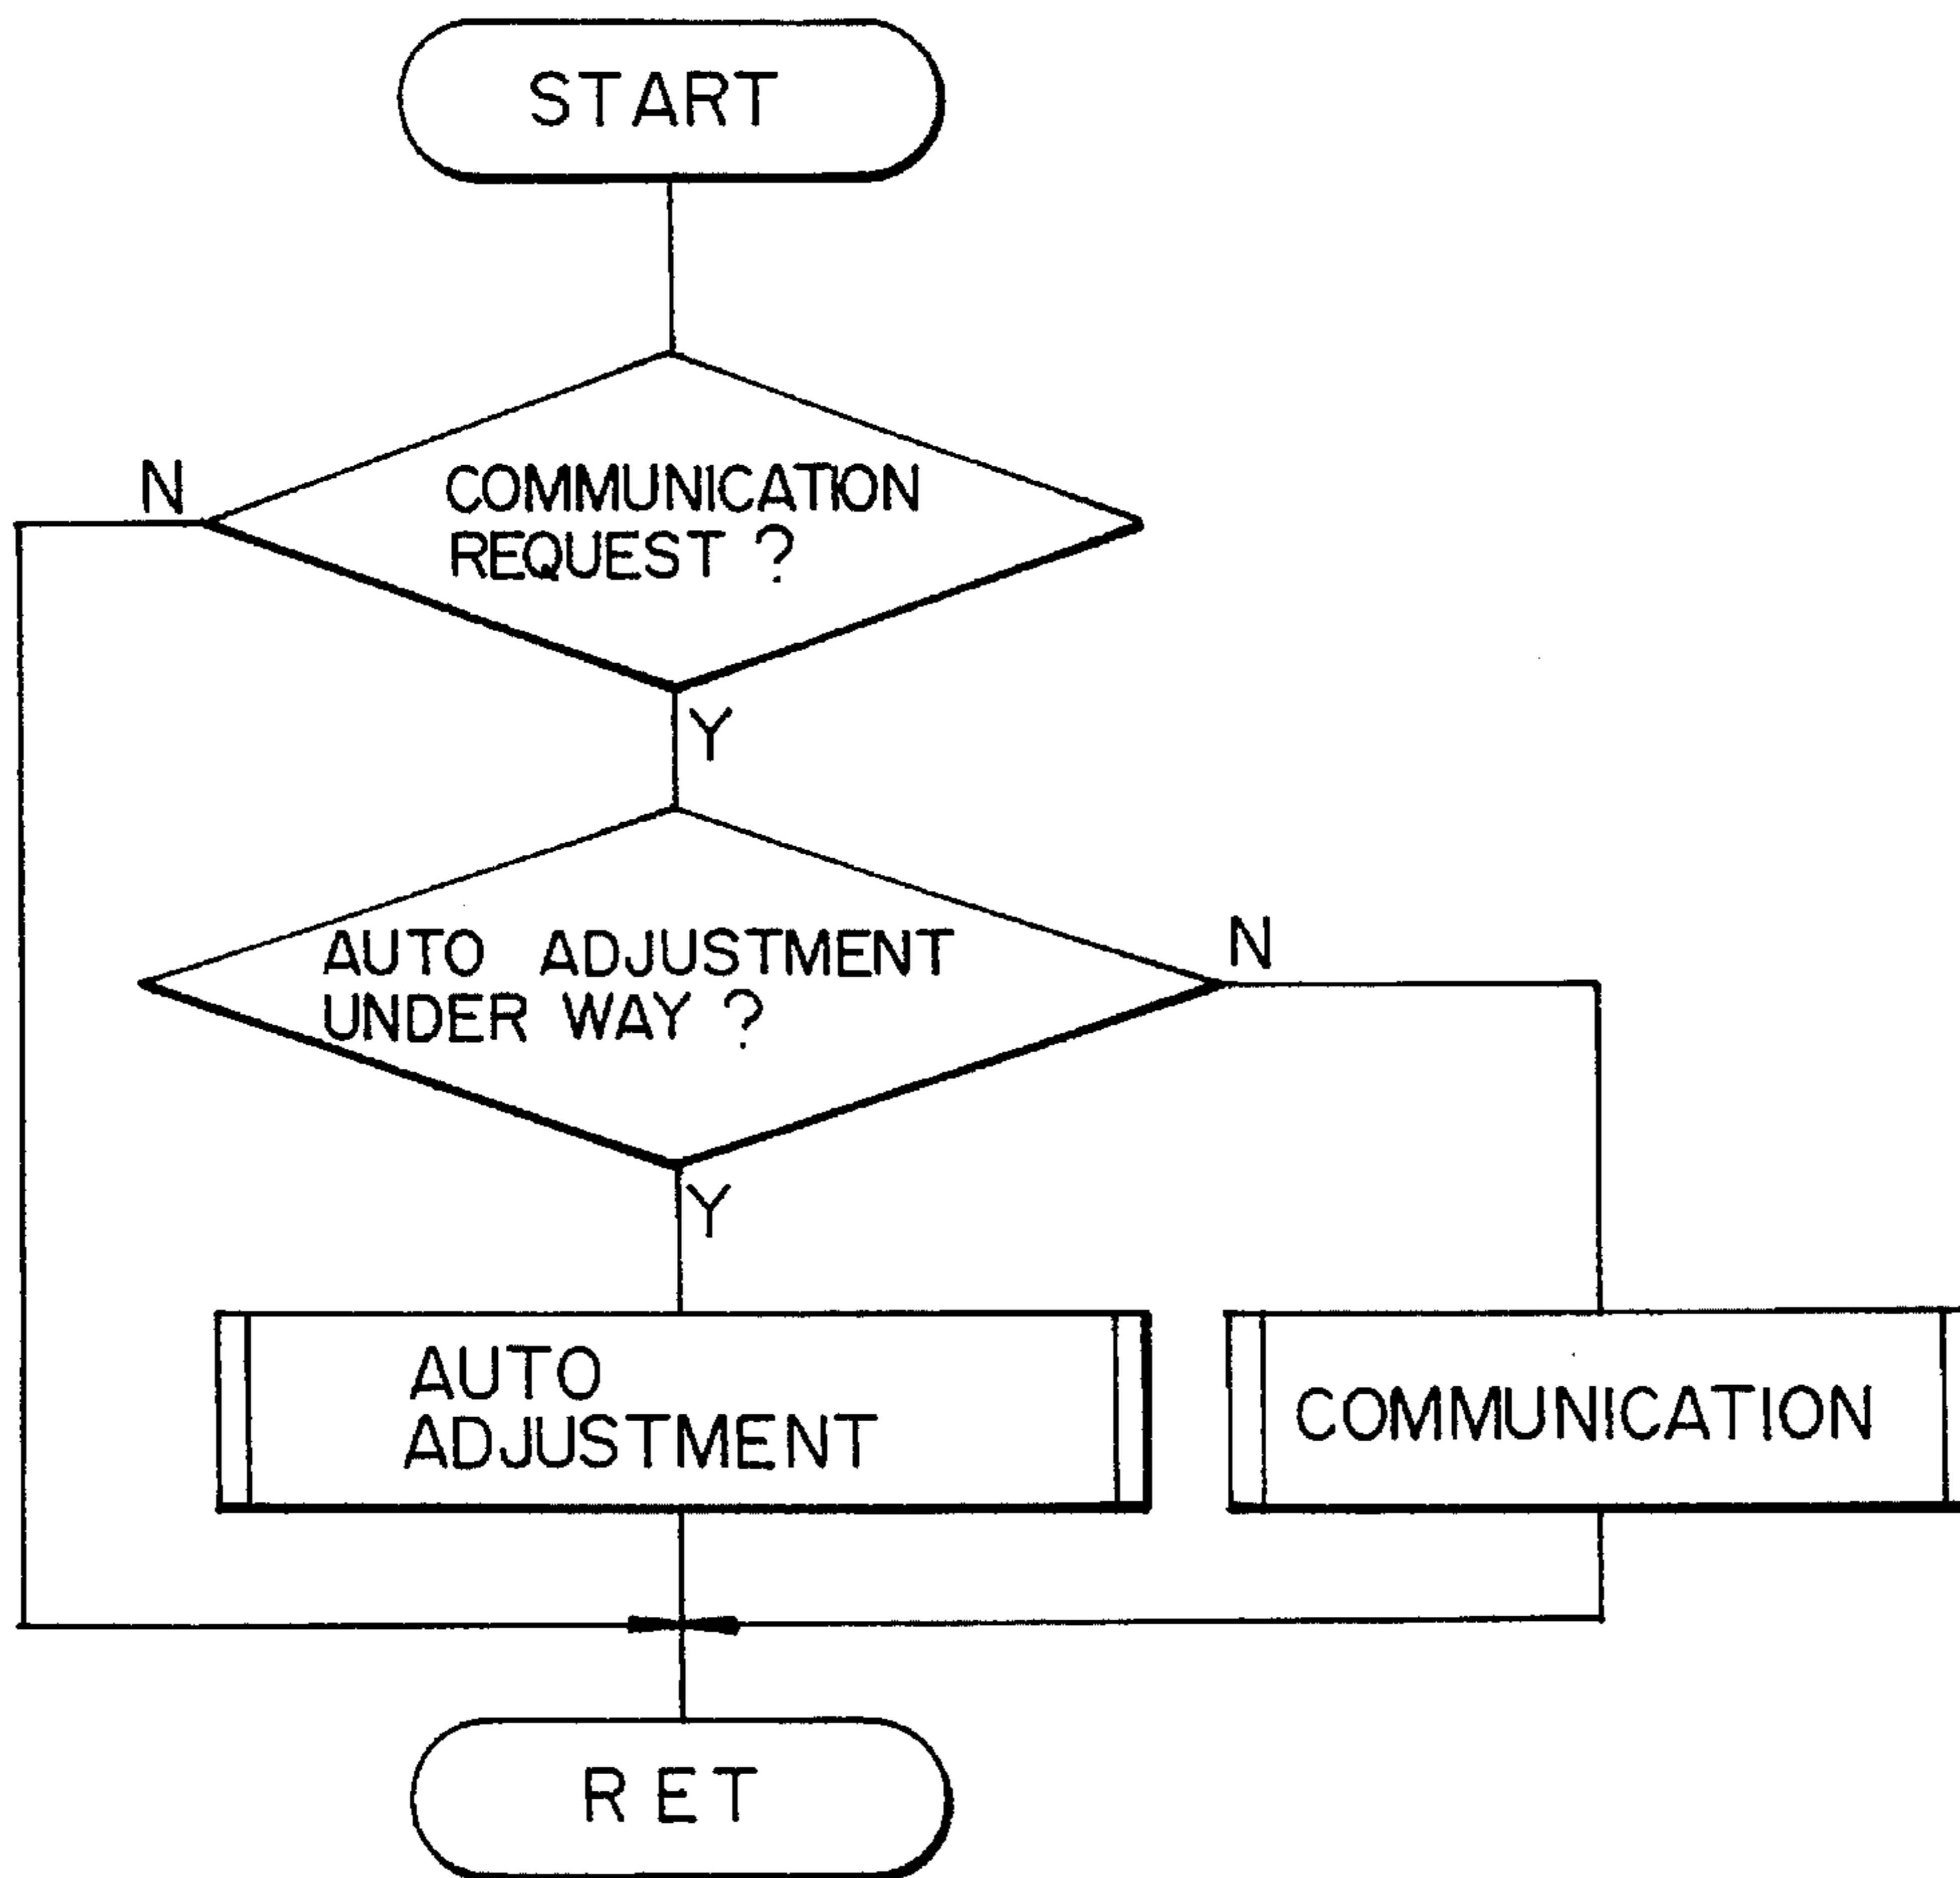 START
N
COMMUNICATION
REQUEST ?
Y
AUTO ADJUSTMENT
UNDER WAY ?
N
Y
AUTO
ADJUSTMENT
COMMUNICATION
RET